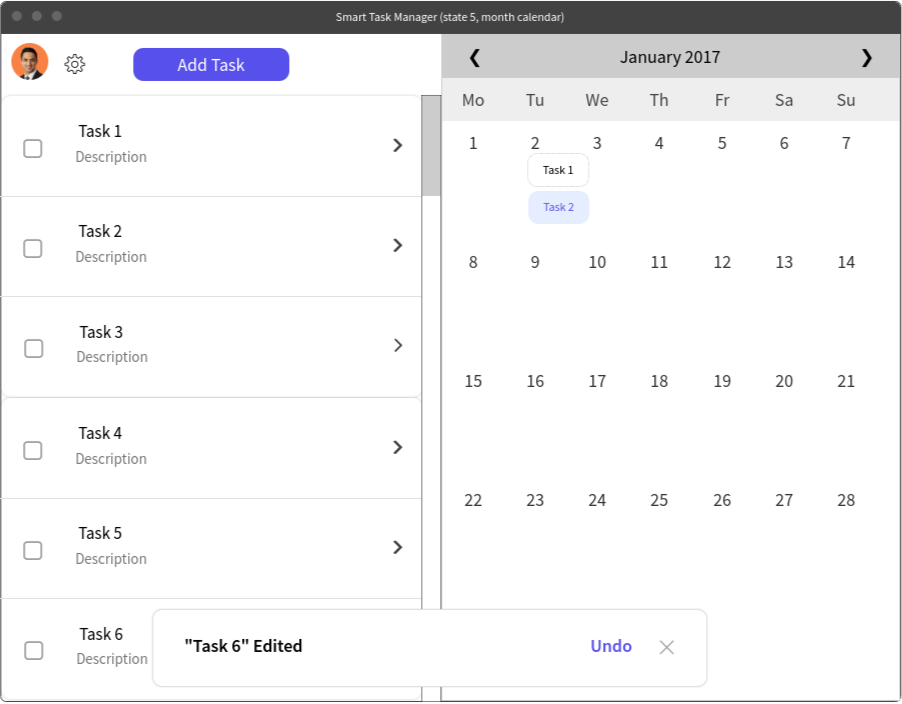 Smart Task Manager (state 5, month calendar)
Add Task
Task 1
Description
Task 2
Description
Task 3
Description
Task 4
Description
Task 5
Description
Task 6
Description
January 2017
Mo Tu We Th Fr Sa Su
1 2 3 4 5 6 7
Task 1
Task 2
8 9 10 11 12 13 14
15 16 17 18 19 20 21
22 23 24 25 26 27 28
"Task 6" Edited Undo